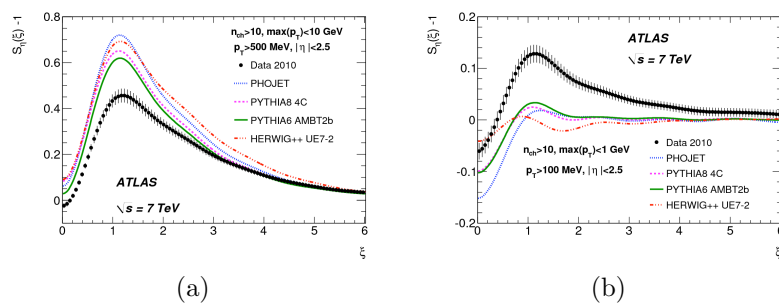 S_η(ξ) -1
0.8
0.6
0.4
0.2
0
0 1 2 3 4 5 6
ξ
n_ch>10, max(p_T)<10 GeV
p_T>500 MeV, |η|<2.5
Data 2010
PHOJET
PYTHIA8 4C
PYTHIA6 AMBT2b
HERWIG++ UE7-2
ATLAS
√s = 7 TeV
(a)
S_η(ξ) -1
0.2
0.1
0
-0.1
-0.2
0 1 2 3 4 5 6
ξ
ATLAS
√s = 7 TeV
n_ch>10, max(p_T)<1 GeV
p_T>100 MeV, |η|<2.5
Data 2010
PHOJET
PYTHIA8 4C
PYTHIA6 AMBT2b
HERWIG++ UE7-2
(b)